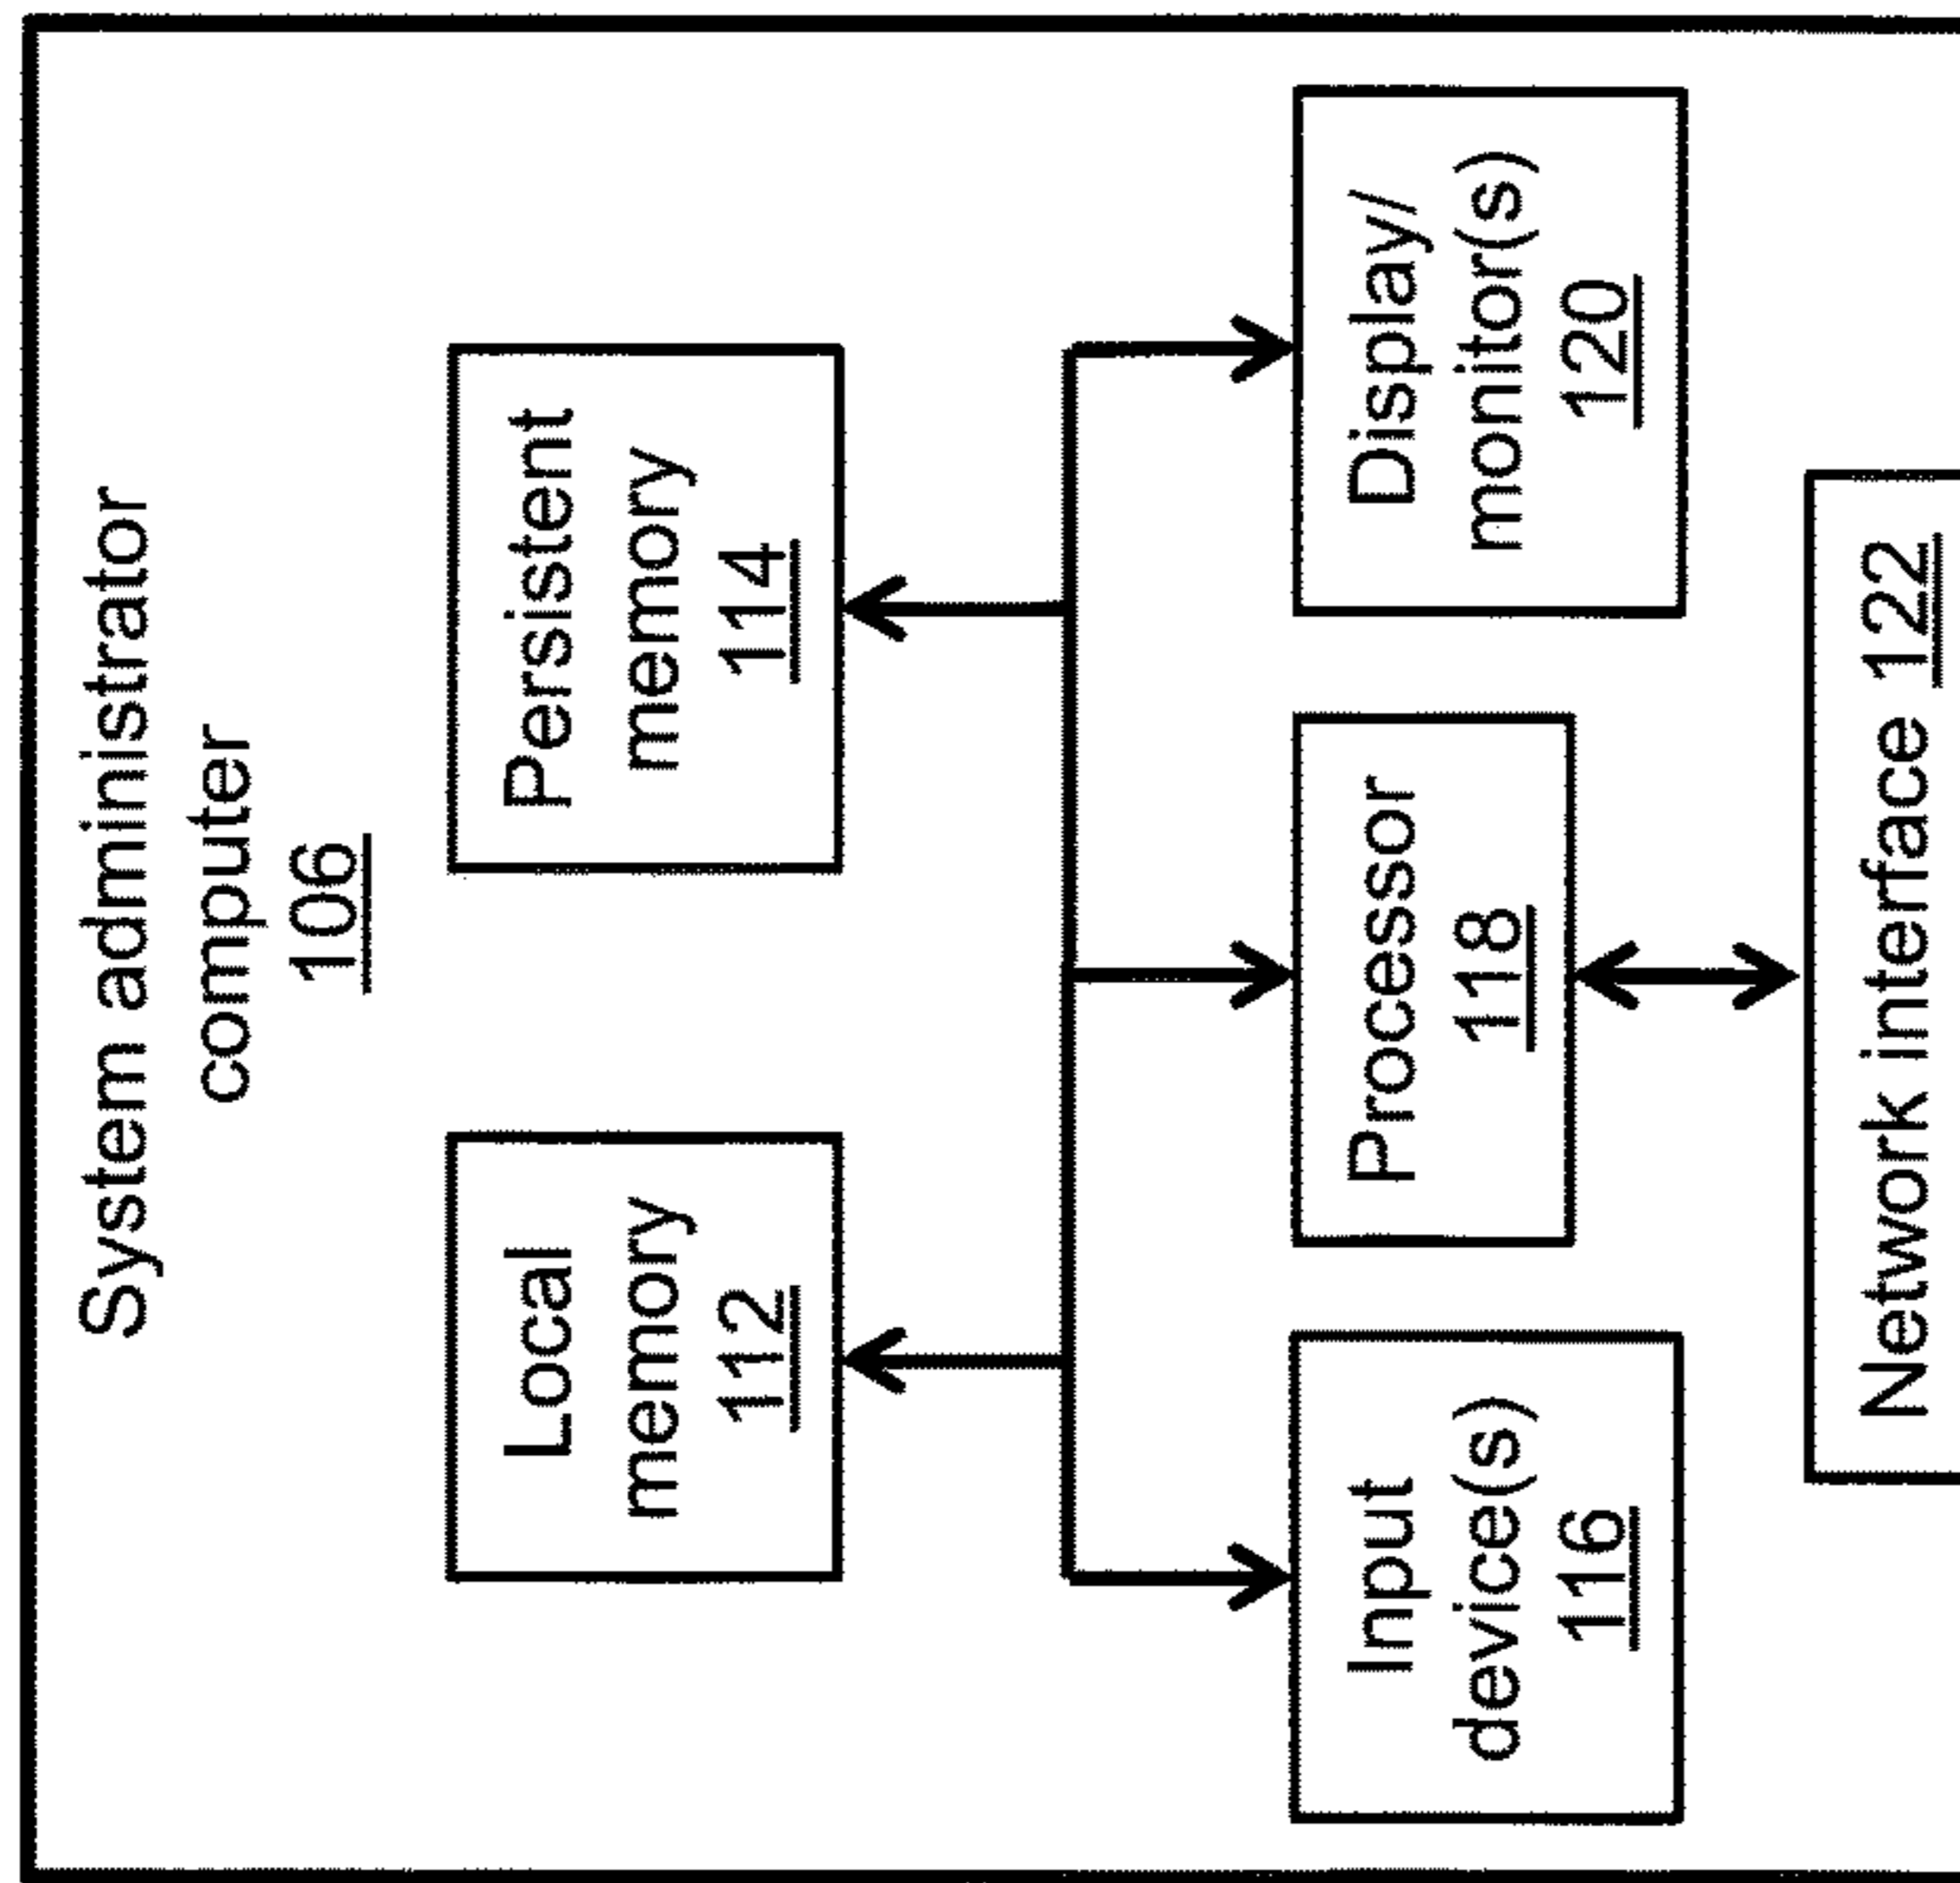 System administrator
computer
106
Local
memory
112
Persistent
memory
114
Input
device(s)
116
Processor
118
Display/
monitor(s)
120
Network interface 122